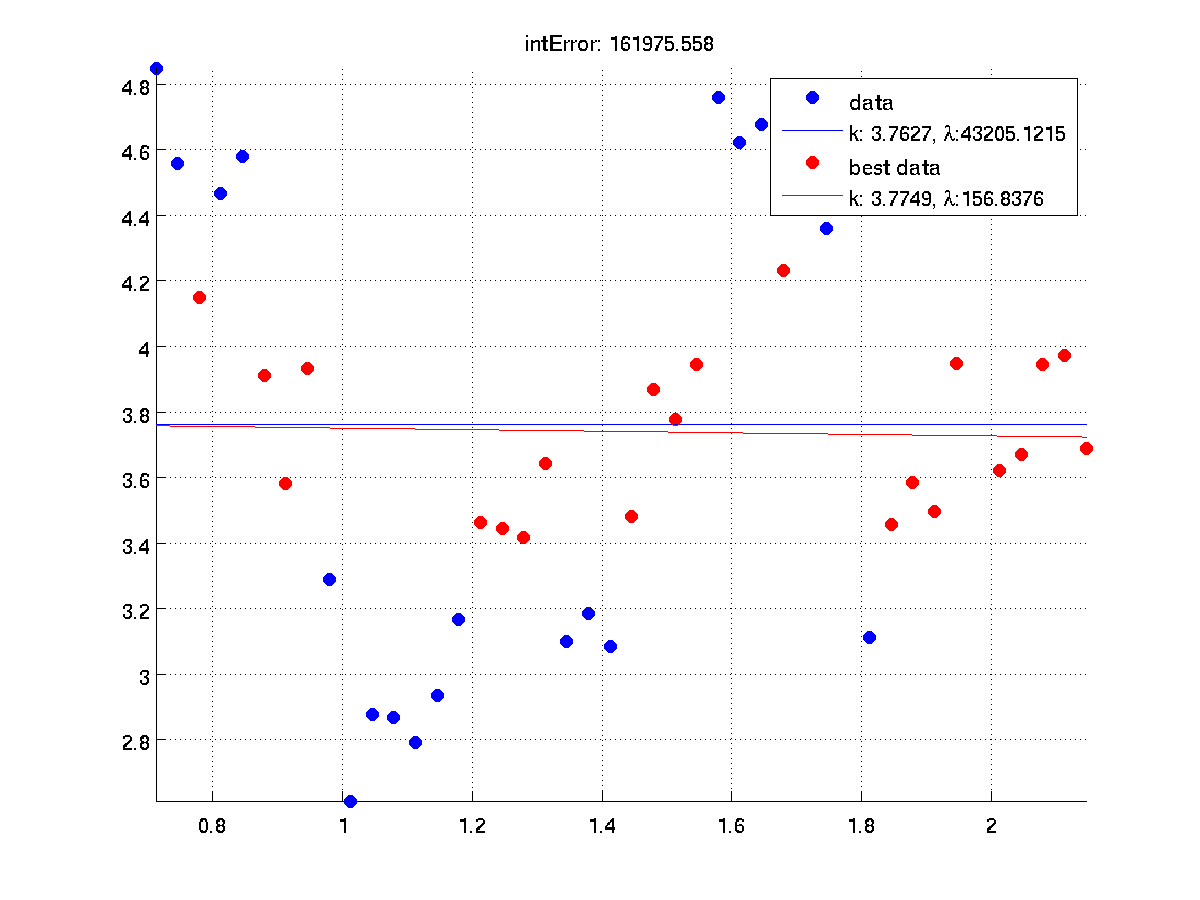 intError: 161975.558
data
k: 3.7627, λ:43205.1215
best data
k: 3.7749, λ:156.8376
4.8
4.6
4.4
4.2
4
3.8
3.6
3.4
3.2
3
2.8
0.8 1 1.2 1.4 1.6 1.8 2